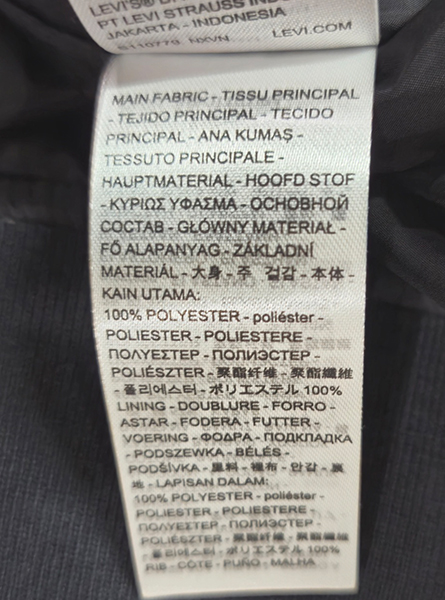 LEVI'S®
PT LEVI STRAUSS IND
JAKARTA - INDONESIA
LEVI.COM
MAIN FABRIC - TISSU PRINCIPAL
- TEJIDO PRINCIPAL - TECIDO
PRINCIPAL - ANA KUMAŞ -
TESSUTO PRINCIPALE -
HAUPTMATERIAL - HOOFD STOF
- ΚΥΡΙΩΣ ΥΦΑΣΜΑ - ОСНОВНОЙ
СОСТАВ - GŁÓWNY MATERIAŁ -
FŐ ALAPANYAG - ZÁKLADNÍ
MATERIÁL - 大身 - 주 겉감 - 本体 -
KAIN UTAMA:
100% POLYESTER - poliéster -
POLIESTER - POLIESTERE -
ΠΟΛΥΕΣΤΕΡ - ПОЛИЭСТЕР -
POLIÉSZTER - 聚酯纤维 - 聚酯纖維
- 폴리에스터 - ポリエステル 100%
LINING - DOUBLURE - FORRO -
ASTAR - FODERA - FUTTER -
VOERING - ΦΟΔΡΑ - ПОДКЛАДКА
- PODSZEWKA - BÉLÉS -
PODŠÍVKA - 里料 - 裡布 - 안감 - 裏
地 - LAPISAN DALAM:
100% POLYESTER - poliéster -
POLIESTER - POLIESTERE -
ΠΟΛΥΕΣΤΕΡ - ПОЛИЭСТЕР -
POLIÉSZTER - 聚酯纤维 - 聚酯纖維
- 폴리에스터 - ポリエステル 100%
RIB - CÔTE - PUÑO - MALHA